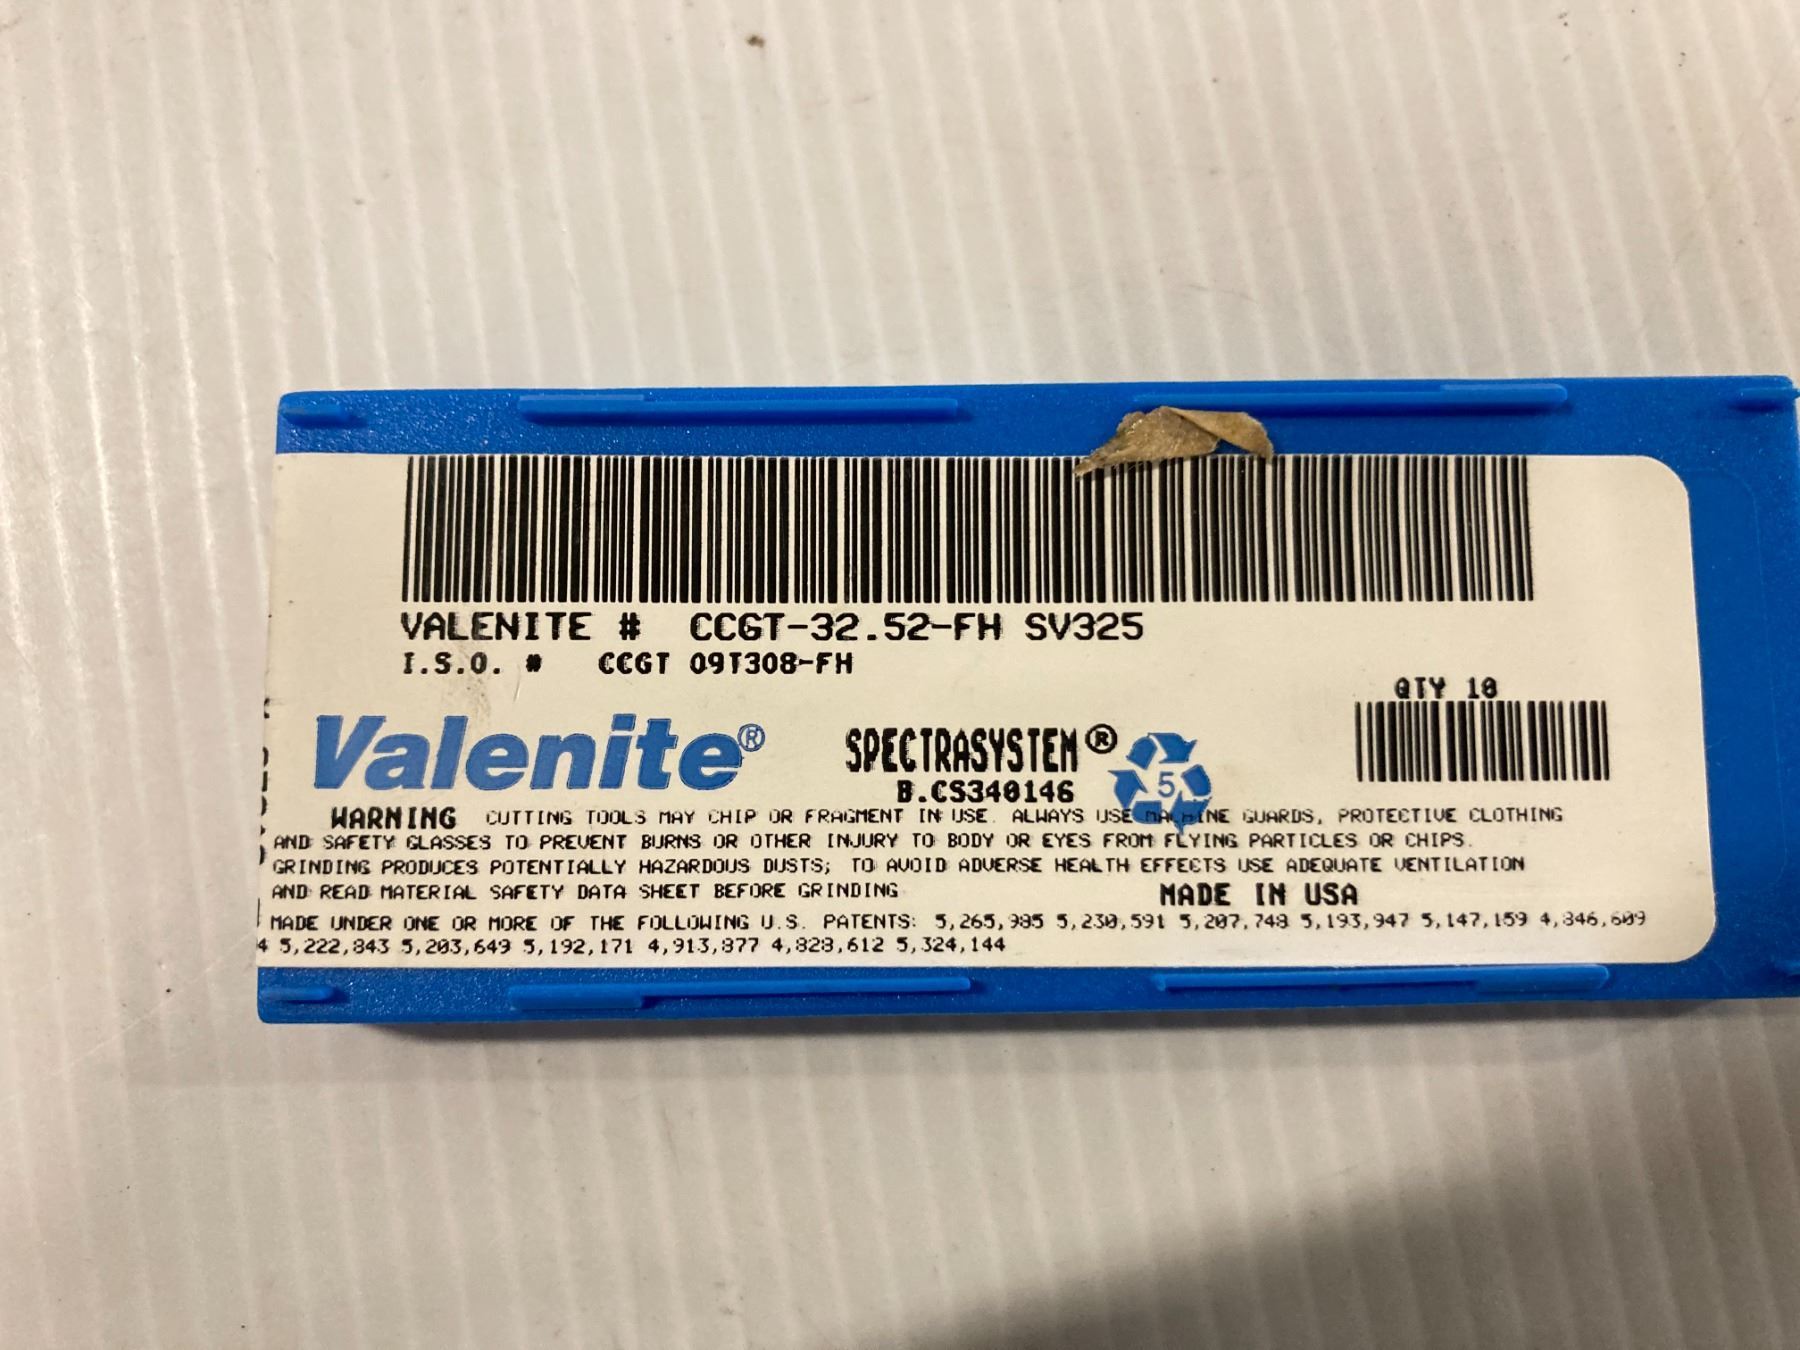 VALENITE # CCGT-32.52-FH SV325
I.S.O. # CCGT 09T308-FH
QTY 10
Valenite®
SPECTRASYSTEM®
B.CS340146
5
WARNING CUTTING TOOLS MAY CHIP OR FRAGMENT IN USE. ALWAYS USE MACHINE GUARDS, PROTECTIVE CLOTHING
AND SAFETY GLASSES TO PREVENT BURNS OR OTHER INJURY TO BODY OR EYES FROM FLYING PARTICLES OR CHIPS.
GRINDING PRODUCES POTENTIALLY HAZARDOUS DUSTS; TO AVOID ADVERSE HEALTH EFFECTS USE ADEQUATE VENTILATION
AND READ MATERIAL SAFETY DATA SHEET BEFORE GRINDING
MADE IN USA
MADE UNDER ONE OR MORE OF THE FOLLOWING U.S. PATENTS: 5,265,985 5,230,591 5,207,748 5,193,947 5,147,159 4,846,609
4 5,222,843 5,203,649 5,192,171 4,913,877 4,828,612 5,324,144